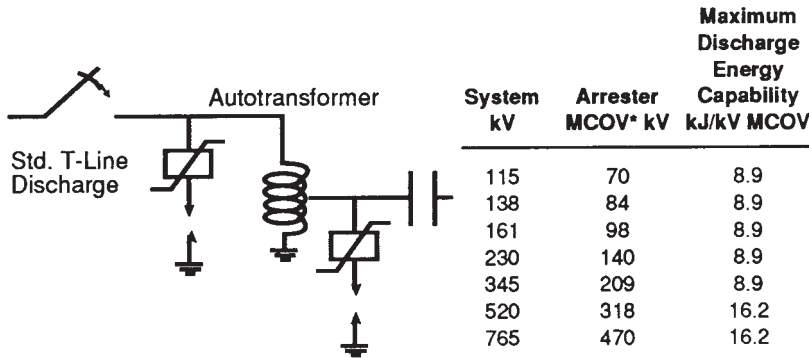 Autotransformer
Std. T-Line
Discharge
Maximum
Discharge
Energy
System Arrester Capability
kV MCOV* kV kJ/kV MCOV
115 70 8.9
138 84 8.9
161 98 8.9
230 140 8.9
345 209 8.9
520 318 16.2
765 470 16.2